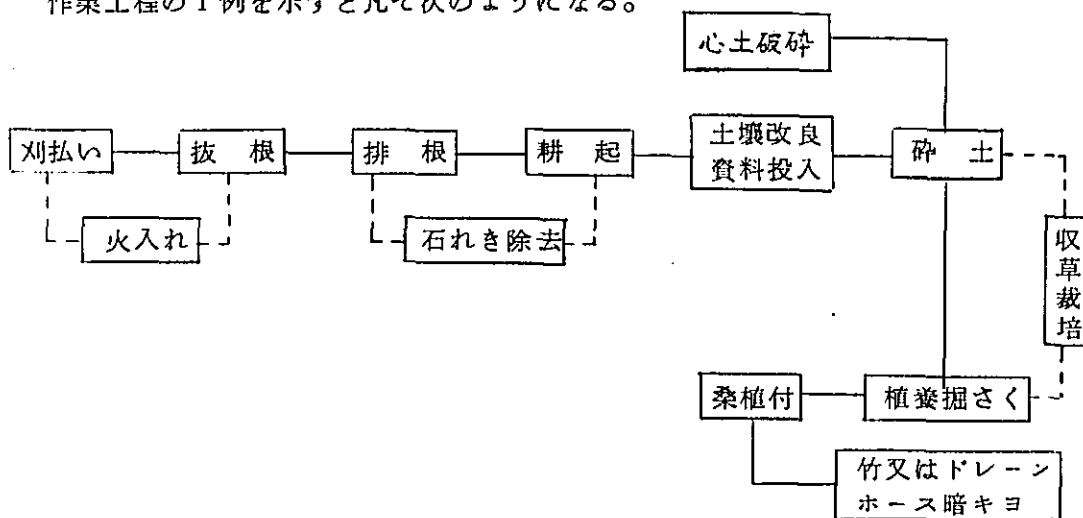 作業工程の1例を示すと凡て次のようになる。
心土破砕
刈払い
抜根
排根
耕起
土壌改良
資料投入
砕土
火入れ
石れき除去
収草栽培
桑植付
植溝掘さく
竹又はドレーン
ホース暗キヨ